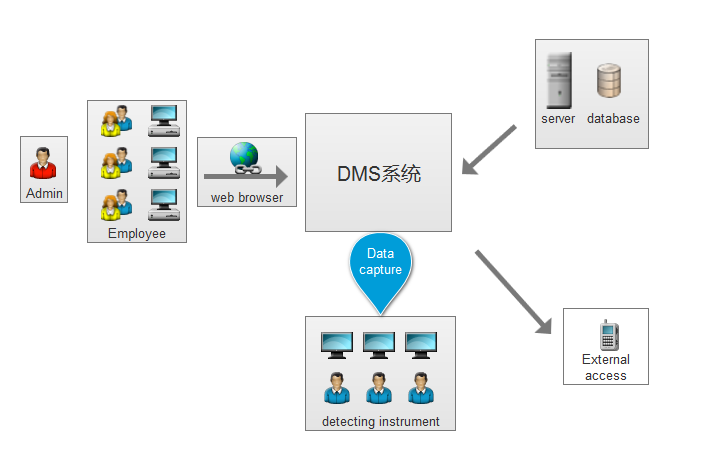 server
database
Admin
Employee
web browser
DMS系统
Data
capture
detecting instrument
External
access